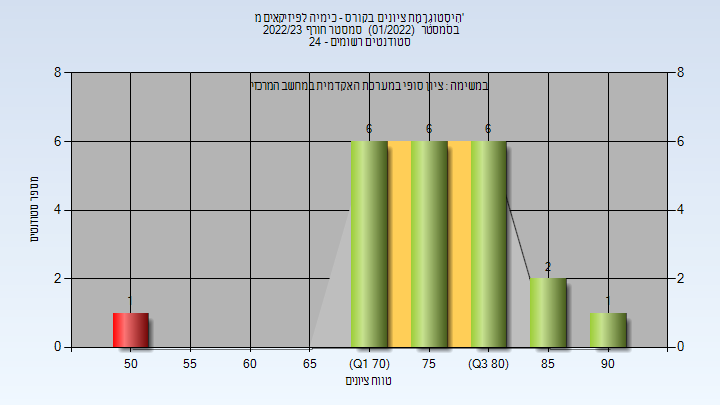 היסטוגרמת ציונים בקורס - כימיה לפיזיקאים מ'
בסמסטר (01/2022) סמסטר חורף 2022/23
סטודנטים רשומים - 24
במשימה : ציון סופי במערכת האקדמית במחשב המרכזי
מספר סטודנטים
8
6
4
2
0
8
6
4
2
0
1
6
6
6
2
1
50
55
60
65
(Q1 70)
75
(Q3 80)
85
90
טווח ציונים